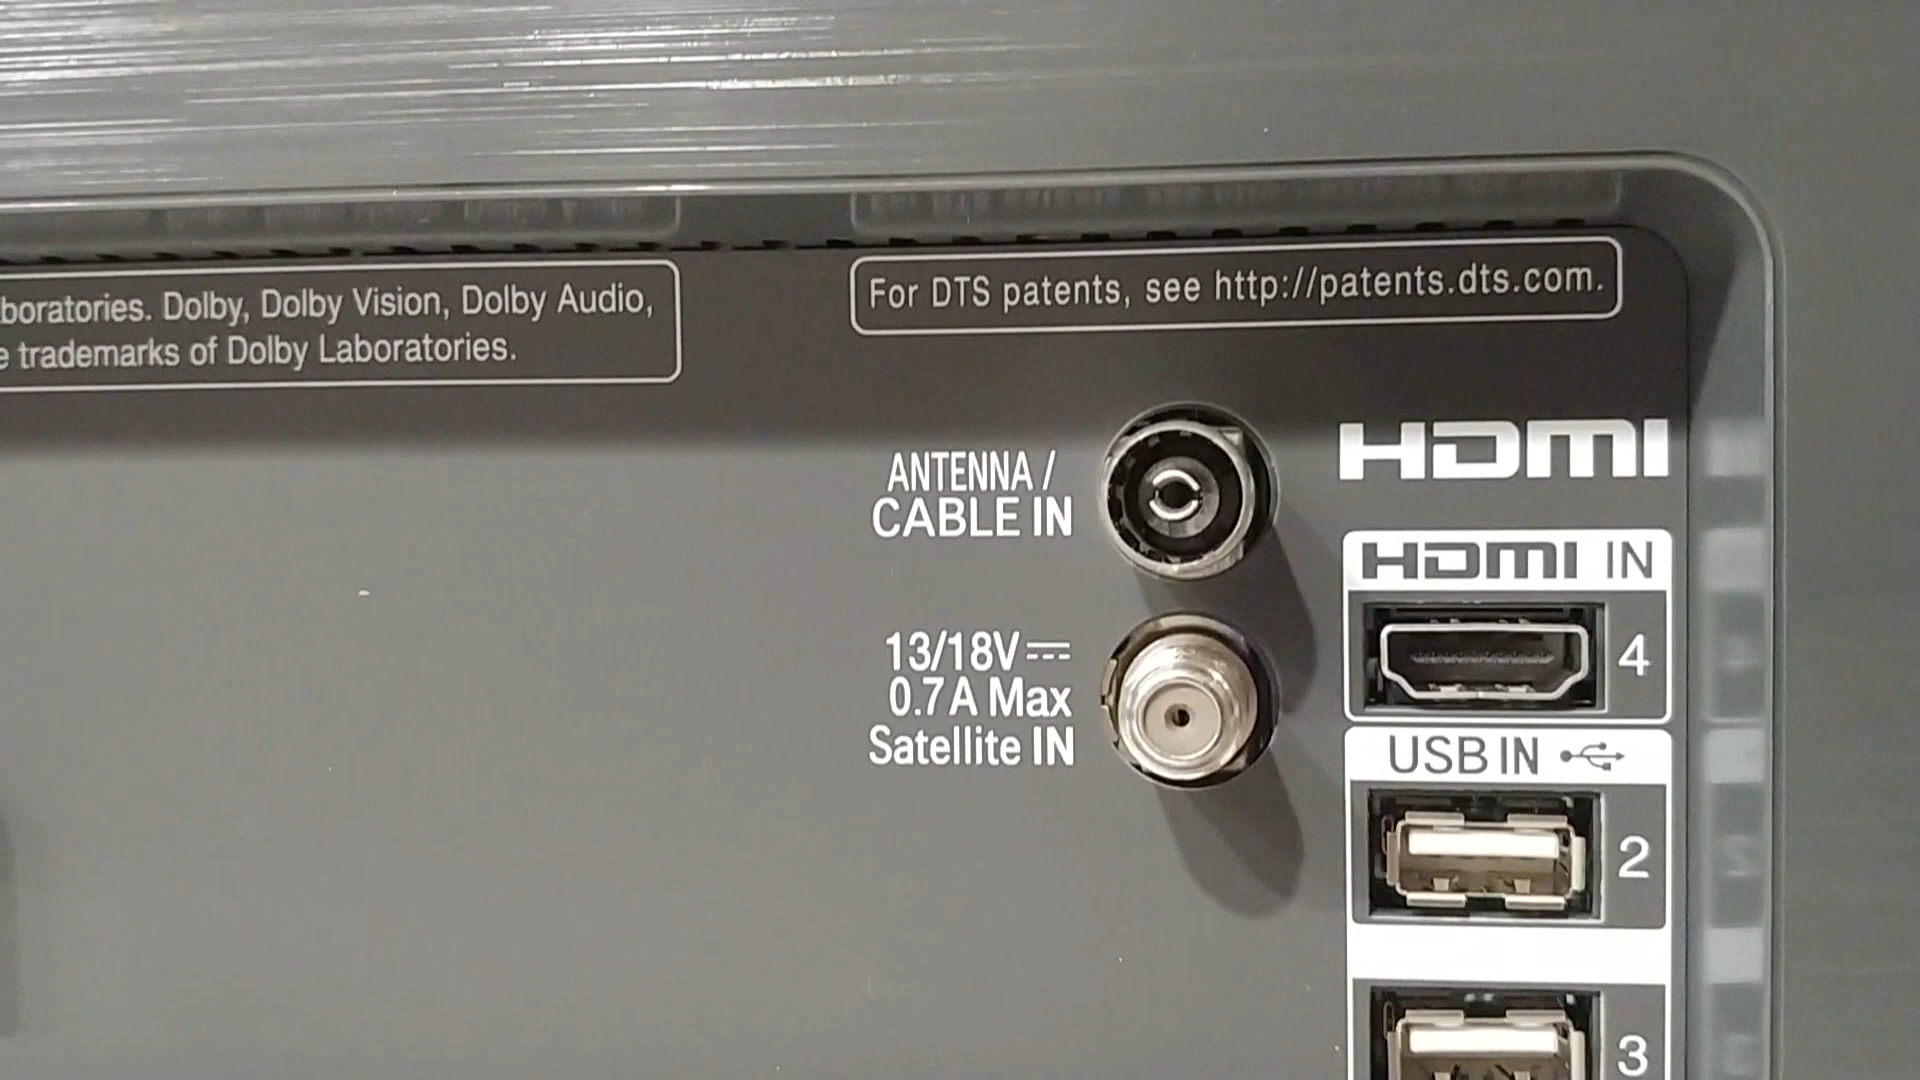 boratories. Dolby, Dolby Vision, Dolby Audio,
trademarks of Dolby Laboratories.
For DTS patents, see http://patents.dts.com.
ANTENNA /
CABLE IN
13/18V
0.7A Max
Satellite IN
HDMI
HDMI IN
4
USB IN
2
3